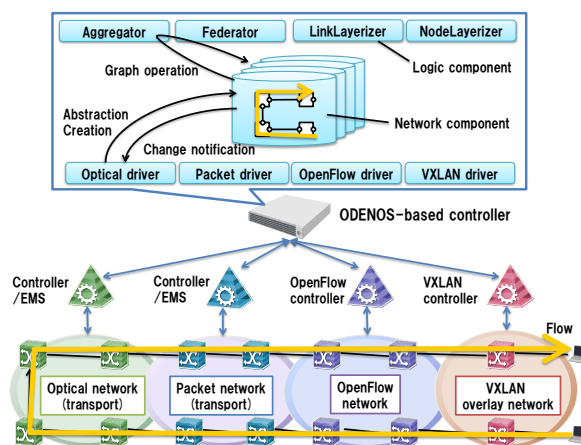 Aggregator
Federator
LinkLayerizer
NodeLayerizer
Graph operation
Logic component
Abstraction
Creation
Network component
Change notification
Optical driver
Packet driver
OpenFlow driver
VXLAN driver
ODENOS-based controller
Controller
/EMS
Controller
/EMS
OpenFlow
controller
VXLAN
controller
Flow
Optical network
(transport)
Packet network
(transport)
OpenFlow
network
VXLAN
overlay network